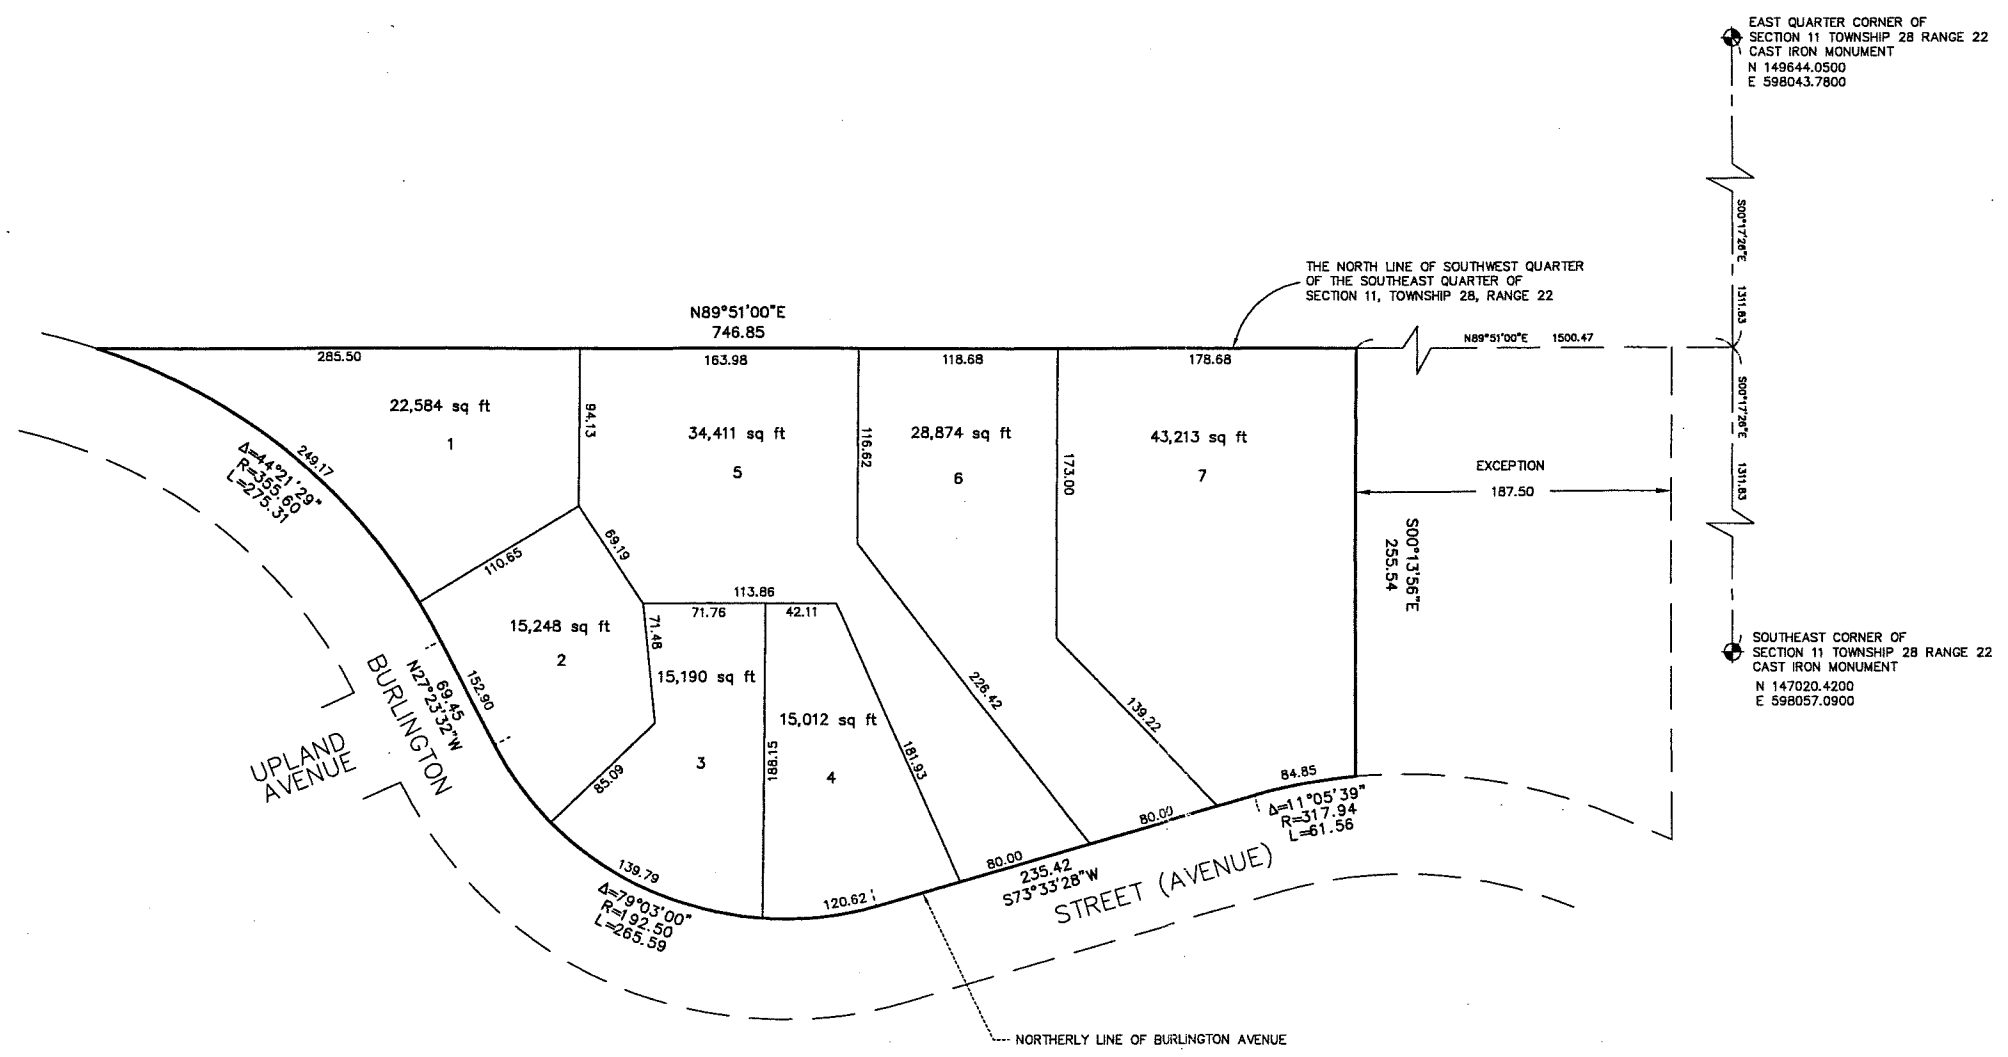 EAST QUARTER CORNER OF
SECTION 11 TOWNSHIP 28 RANGE 22
CAST IRON MONUMENT
N 149644.0500
E 598043.7800
S00°17'26"E
1311.83
THE NORTH LINE OF SOUTHWEST QUARTER
OF THE SOUTHEAST QUARTER OF
SECTION 11, TOWNSHIP 28, RANGE 22
N89°51'00"E
746.85
N89°51'00"E 1500.47
285.50
163.98
118.68
178.68
22,584 sq ft
1
94.13
34,411 sq ft
5
116.62
28,874 sq ft
6
173.00
43,213 sq ft
7
EXCEPTION
187.50
S00°17'26"E
1311.83
249.17
Δ=44°21'29"
R=355.60
L=275.31
110.65
69.19
S00°13'56"E
255.54
113.86
71.76
42.11
15,248 sq ft
2
71.48
15,190 sq ft
3
188.15
15,012 sq ft
4
181.93
226.42
139.22
SOUTHEAST CORNER OF
SECTION 11 TOWNSHIP 28 RANGE 22
CAST IRON MONUMENT
N 147020.4200
E 598057.0900
152.90
69.45
N27°23'32"W
BURLINGTON
UPLAND
AVENUE
85.09
84.85
Δ=11°05'39"
R=317.94
L=61.56
80.00
80.00
235.42
S73°33'28"W
STREET (AVENUE)
139.79
Δ=79°03'00"
R=192.50
L=265.59
120.62
NORTHERLY LINE OF BURLINGTON AVENUE